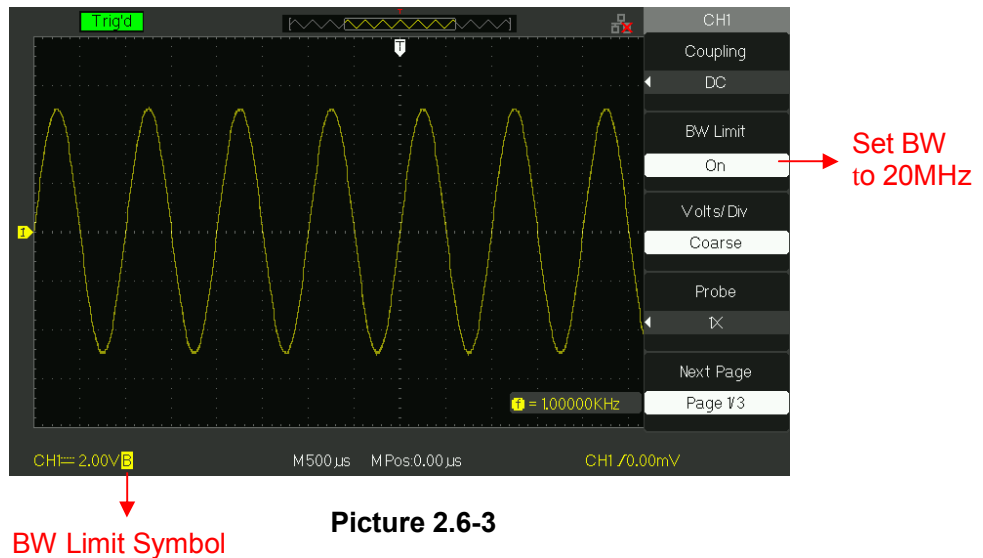 Trig'd
T
CH1
Coupling
DC
BW Limit
On
Set BW
to 20MHz
Volts/Div
Coarse
Probe
1X
Next Page
Page 1/3
f = 1.00000KHz
CH1 2.00V B
M 500μs M Pos:0.00μs
CH1 / 0.00mV
BW Limit Symbol
Picture 2.6-3